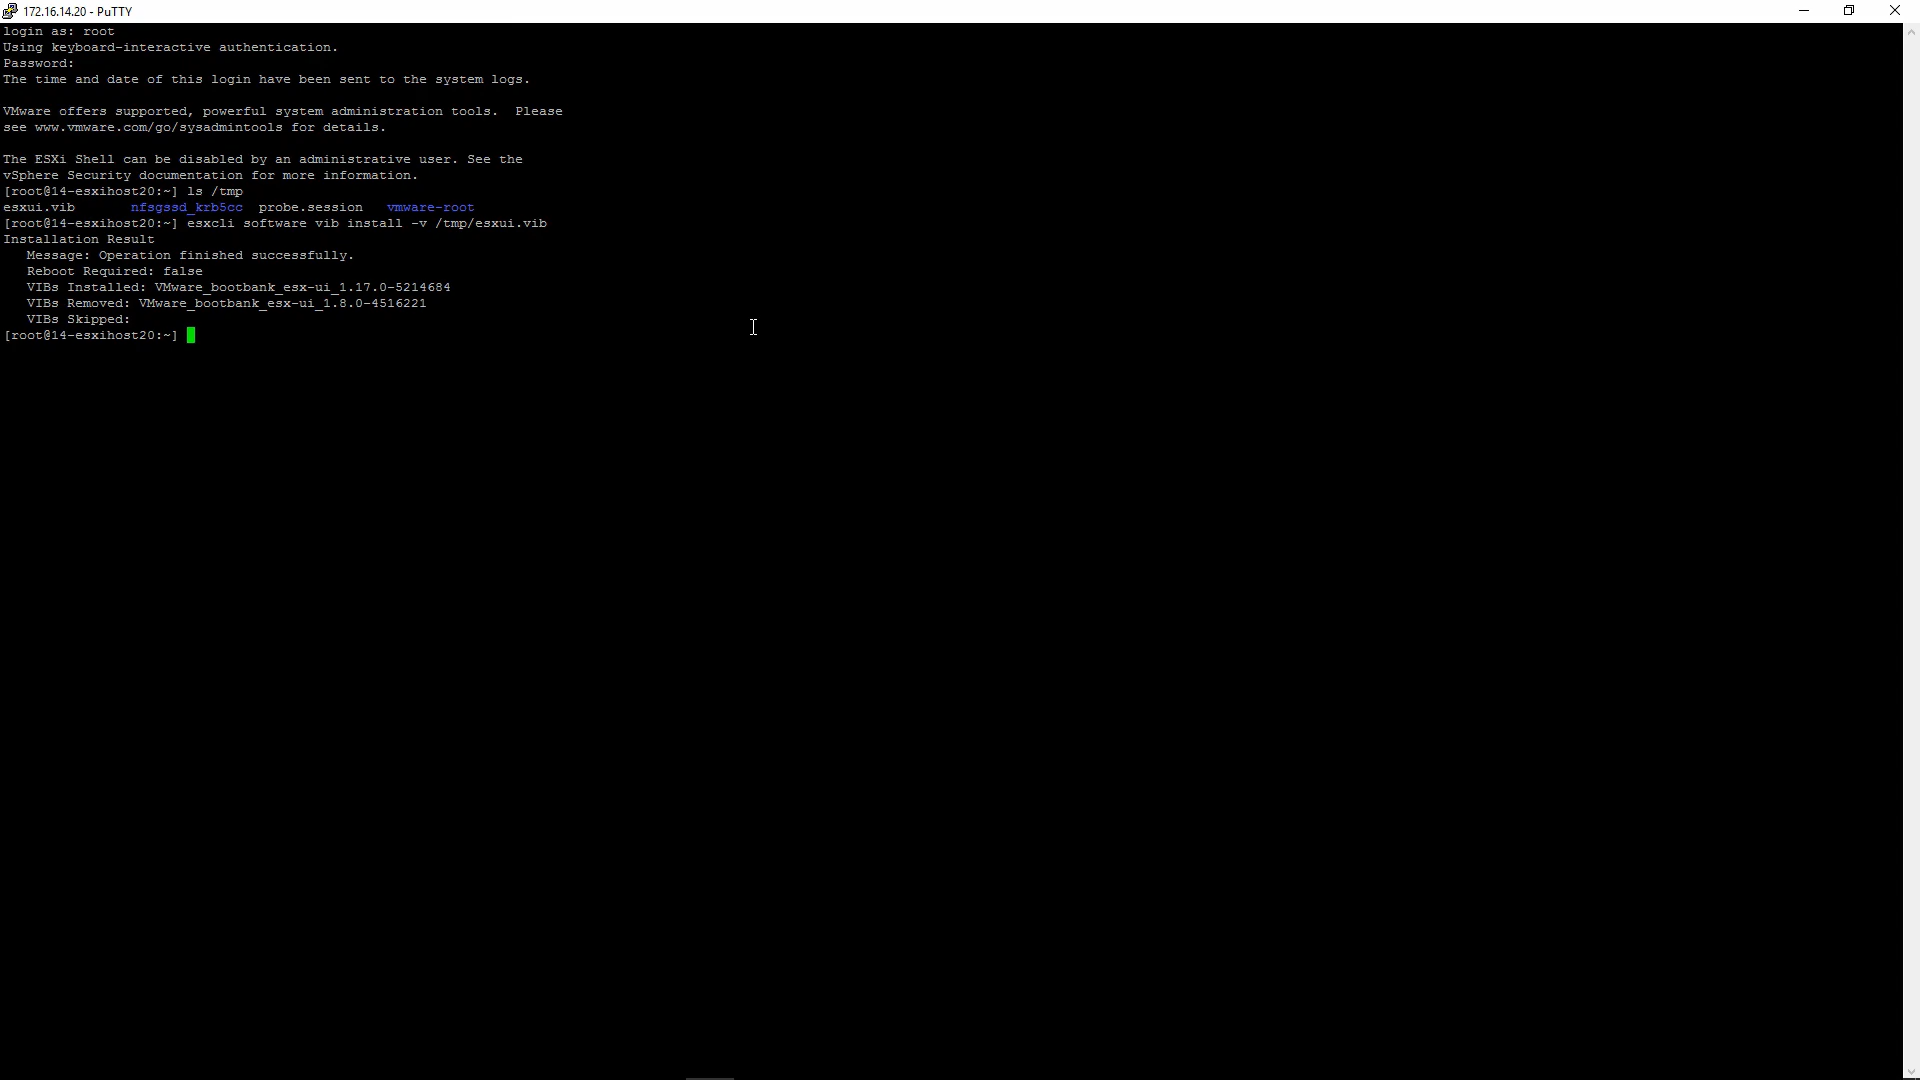 172.16.14.20 - PuTTY
login as: root
Using keyboard-interactive authentication.
Password:
The time and date of this login have been sent to the system logs.
VMware offers supported, powerful system administration tools.  Please
see www.vmware.com/go/sysadmintools for details.
The ESXi Shell can be disabled by an administrative user. See the
vSphere Security documentation for more information.
[root@14-esxihost20:~] ls /tmp
esxui.vib       nfsgssd_krb5cc  probe.session   vmware-root
[root@14-esxihost20:~] esxcli software vib install -v /tmp/esxui.vib
Installation Result
   Message: Operation finished successfully.
   Reboot Required: false
   VIBs Installed: VMware_bootbank_esx-ui_1.17.0-5214684
   VIBs Removed: VMware_bootbank_esx-ui_1.8.0-4516221
   VIBs Skipped:
[root@14-esxihost20:~]